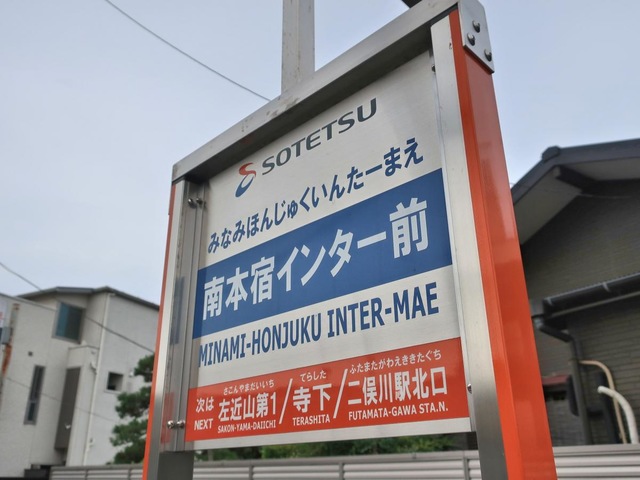 SOTETSU
みなみほんじゅくいんたーまえ
南本宿インター前
MINAMI-HONJUKU INTER-MAE
さこんやまだいいち てらした ふたまたがわえききたぐち
次は 左近山第1/寺下/二俣川駅北口
NEXT SAKON-YAMA-DAIICHI TERASHITA FUTAMATA-GAWA STA.N.